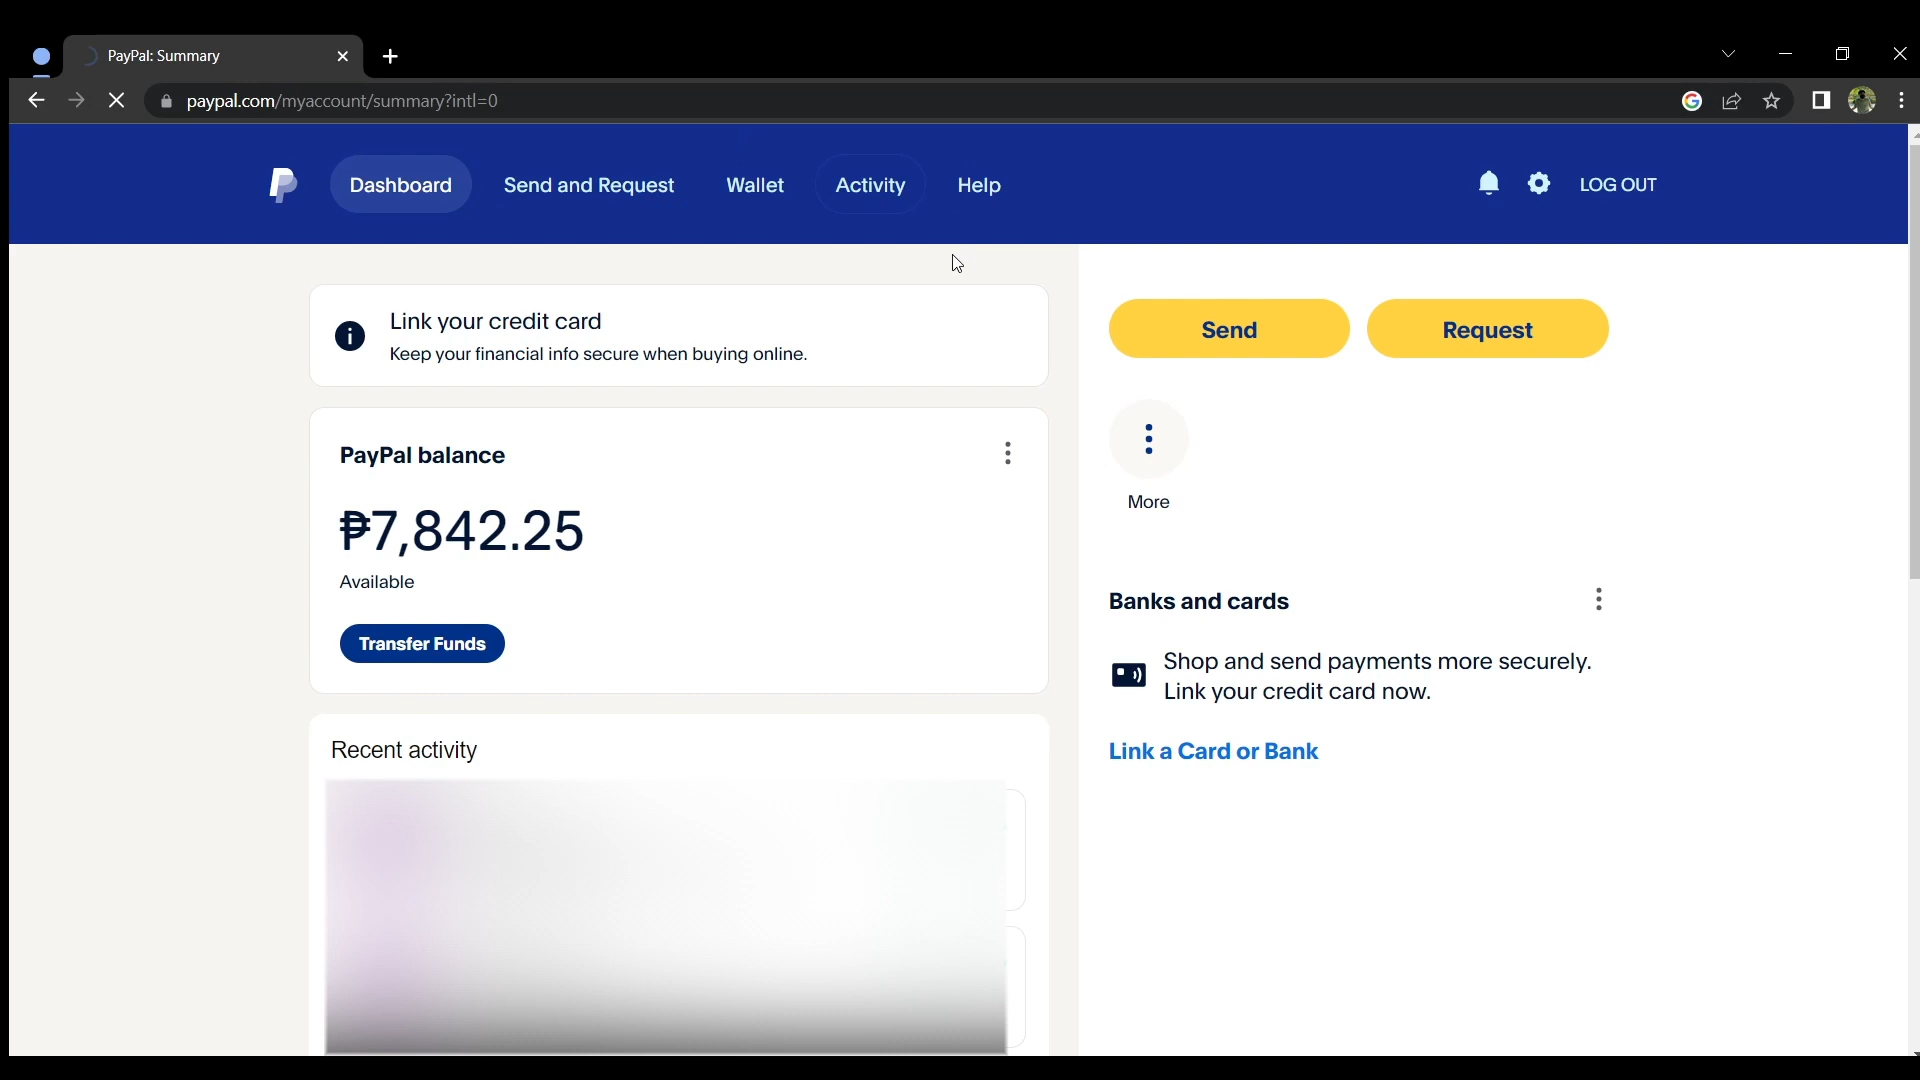 PayPal: Summary
paypal.com/myaccount/summary?intl=0
Dashboard
Send and Request
Wallet
Activity
Help
LOG OUT
Link your credit card
Keep your financial info secure when buying online.
PayPal balance
₱7,842.25
Available
Transfer Funds
Recent activity
Send
Request
More
Banks and cards
Shop and send payments more securely.
Link your credit card now.
Link a Card or Bank